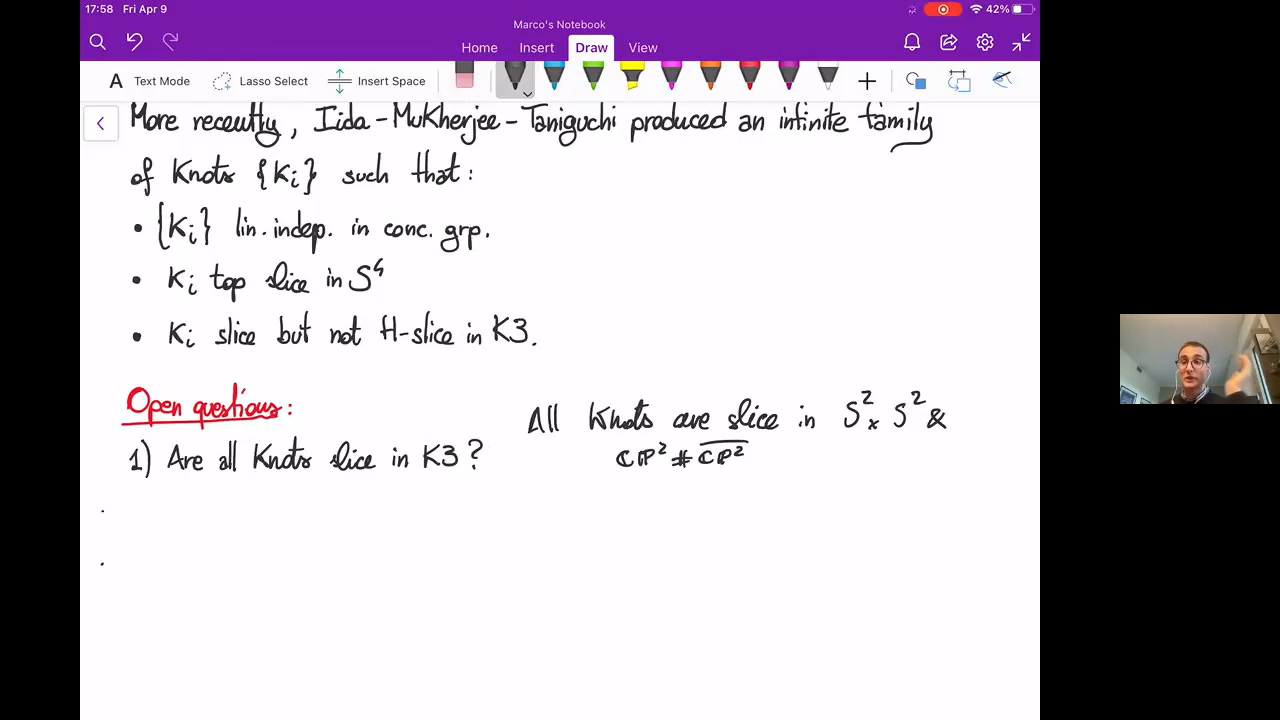 17:58 Fri Apr 9
42%
Marco's Notebook
Home Insert Draw View
A Text Mode Lasso Select Insert Space
More recently, Iida-Mukherjee-Taniguchi produced an infinite family
of Knots {Ki} such that:
• {Ki} lin. indep. in conc. grp.
• Ki top slice in S⁴
• Ki slice but not H-slice in K3.
Open questions:
All Knots are slice in S² × S² &
1) Are all Knots slice in K3?
ℂℙ² # \overline{ℂℙ²}